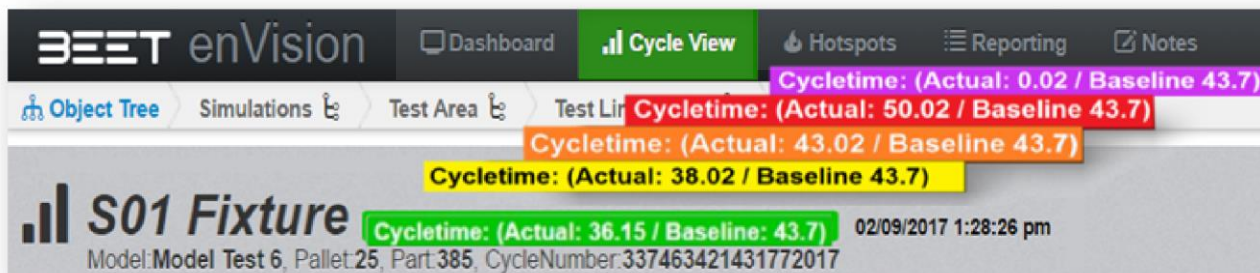 BEET enVision Dashboard Cycle View Hotspots Reporting Notes
Cycletime: (Actual: 0.02 / Baseline 43.7)
Object Tree Simulations Test Area Test
Cycletime: (Actual: 50.02 / Baseline 43.7)
Cycletime: (Actual: 43.02 / Baseline 43.7)
Cycletime: (Actual: 38.02 / Baseline 43.7)
S01 Fixture Cycletime: (Actual: 36.15 / Baseline: 43.7) 02/09/2017 1:28:26 pm
Model:Model Test 6, Pallet:25, Part:385, CycleNumber:337463421431772017